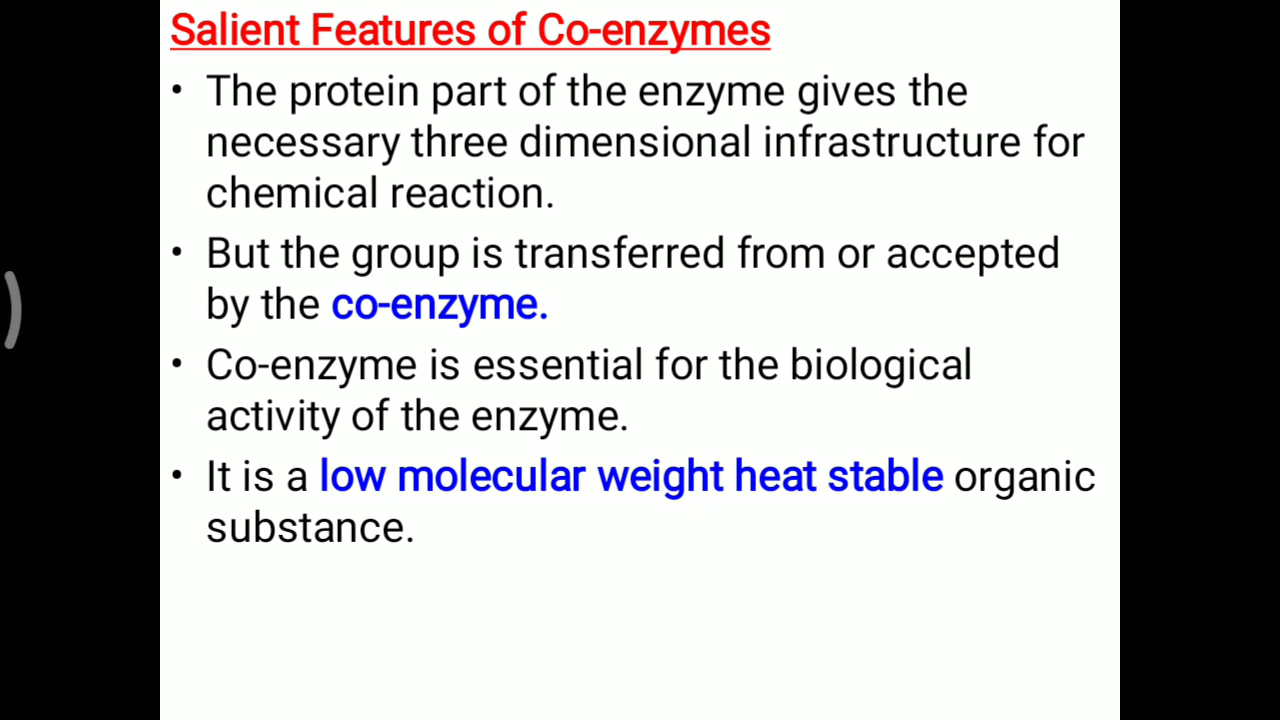 Salient Features of Co-enzymes
• The protein part of the enzyme gives the
necessary three dimensional infrastructure for
chemical reaction.
• But the group is transferred from or accepted
by the co-enzyme.
• Co-enzyme is essential for the biological
activity of the enzyme.
• It is a low molecular weight heat stable organic
substance.